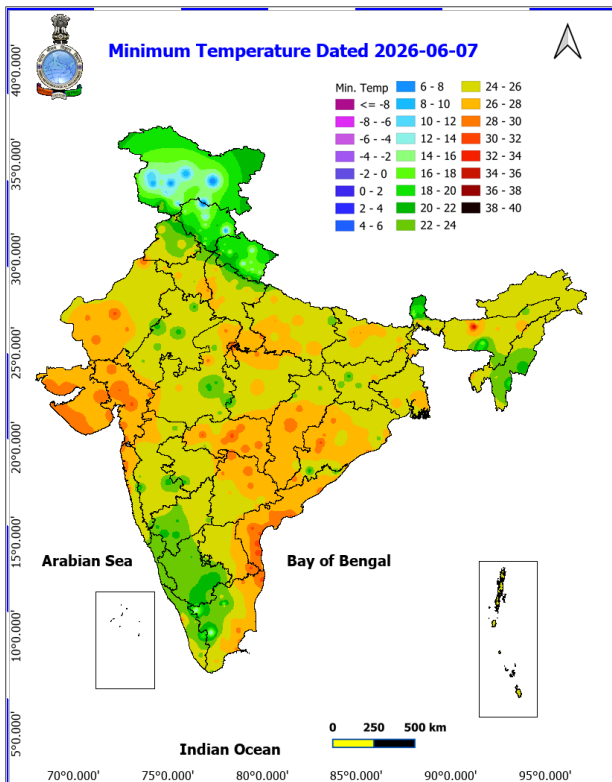 Minimum Temperature Dated 2026-06-07
Min. Temp
<= -8
-8 - -6
-6 - -4
-4 - -2
-2 - 0
0 - 2
2 - 4
4 - 6
6 - 8
8 - 10
10 - 12
12 - 14
14 - 16
16 - 18
18 - 20
20 - 22
22 - 24
24 - 26
26 - 28
28 - 30
30 - 32
32 - 34
34 - 36
36 - 38
38 - 40
40°0.000'
35°0.000'
30°0.000'
25°0.000'
20°0.000'
15°0.000'
10°0.000'
5°0.000'
Arabian Sea
Bay of Bengal
0 250 500 km
Indian Ocean
70°0.000' 75°0.000' 80°0.000' 85°0.000' 90°0.000' 95°0.000'